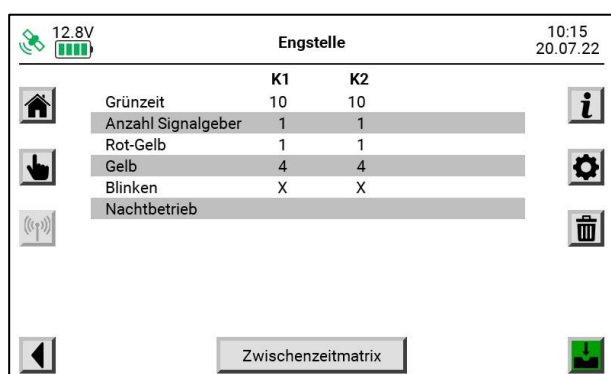 12.8V
Engstelle
10:15
20.07.22
K1 K2
Grünzeit 10 10
Anzahl Signalgeber 1 1
Rot-Gelb 1 1
Gelb 4 4
Blinken X X
Nachtbetrieb
i
Zwischenzeitmatrix